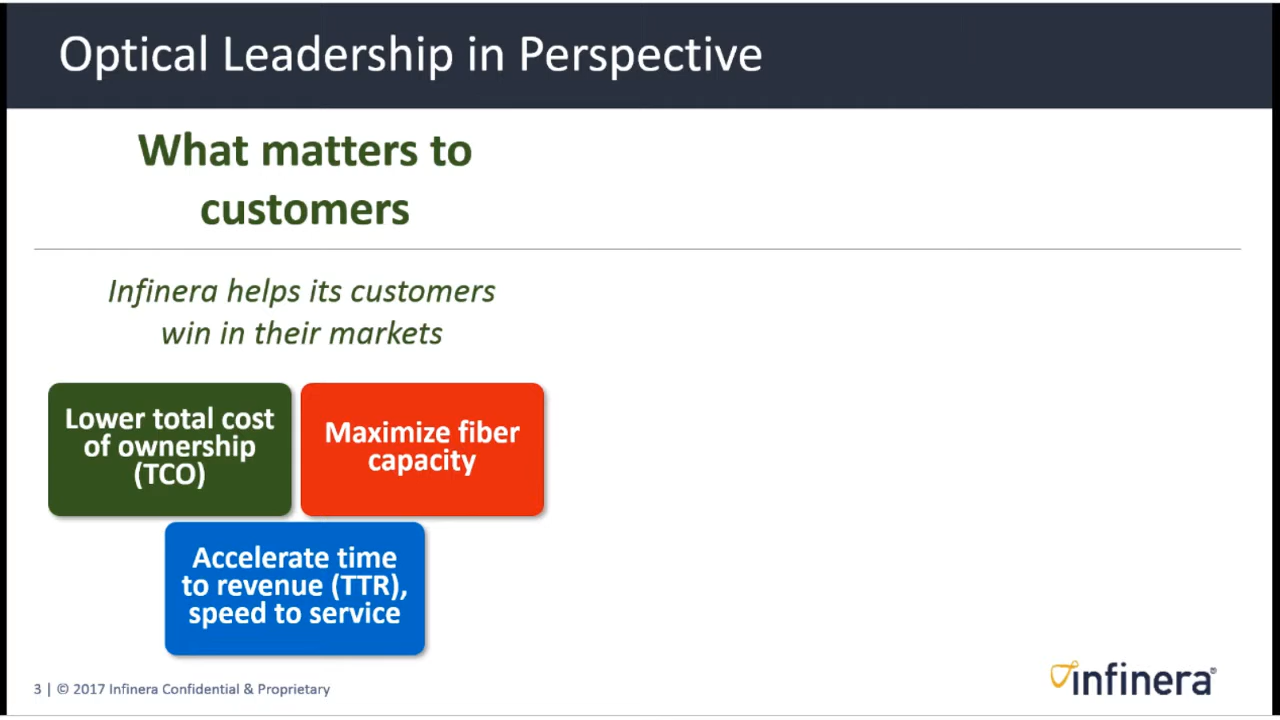 Optical Leadership in Perspective
What matters to
customers
Infinera helps its customers
win in their markets
Lower total cost
of ownership
(TCO)
Maximize fiber
capacity
Accelerate time
to revenue (TTR),
speed to service
3 | © 2017 Infinera Confidential & Proprietary
infinera®